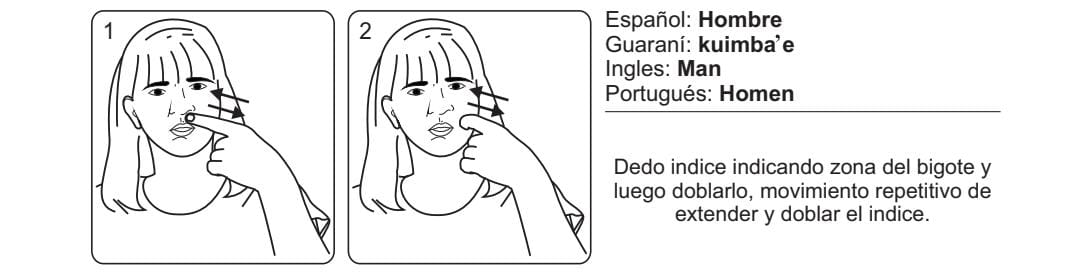 1
2
Español: Hombre
Guaraní: kuimba’e
Ingles: Man
Portugués: Homen
Dedo indice indicando zona del bigote y
luego doblarlo, movimiento repetitivo de
extender y doblar el indice.